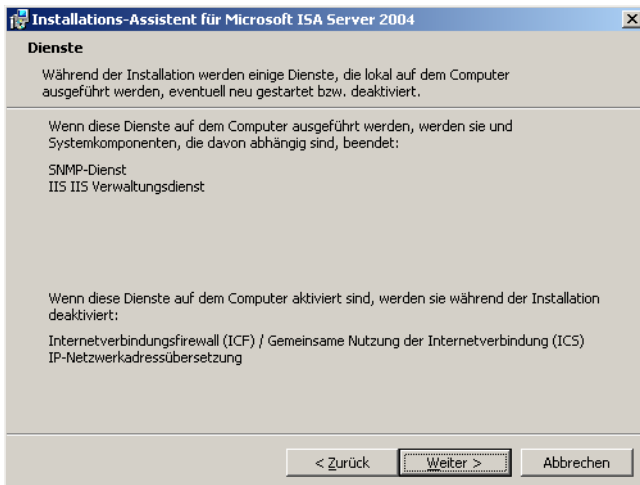 Installations-Assistent für Microsoft ISA Server 2004
Dienste
Während der Installation werden einige Dienste, die lokal auf dem Computer
ausgeführt werden, eventuell neu gestartet bzw. deaktiviert.
Wenn diese Dienste auf dem Computer ausgeführt werden, werden sie und
Systemkomponenten, die davon abhängig sind, beendet:
SNMP-Dienst
IIS IIS Verwaltungsdienst
Wenn diese Dienste auf dem Computer aktiviert sind, werden sie während der Installation
deaktiviert:
Internetverbindungsfirewall (ICF) / Gemeinsame Nutzung der Internetverbindung (ICS)
IP-Netzwerkadressübersetzung
< Zurück Weiter > Abbrechen